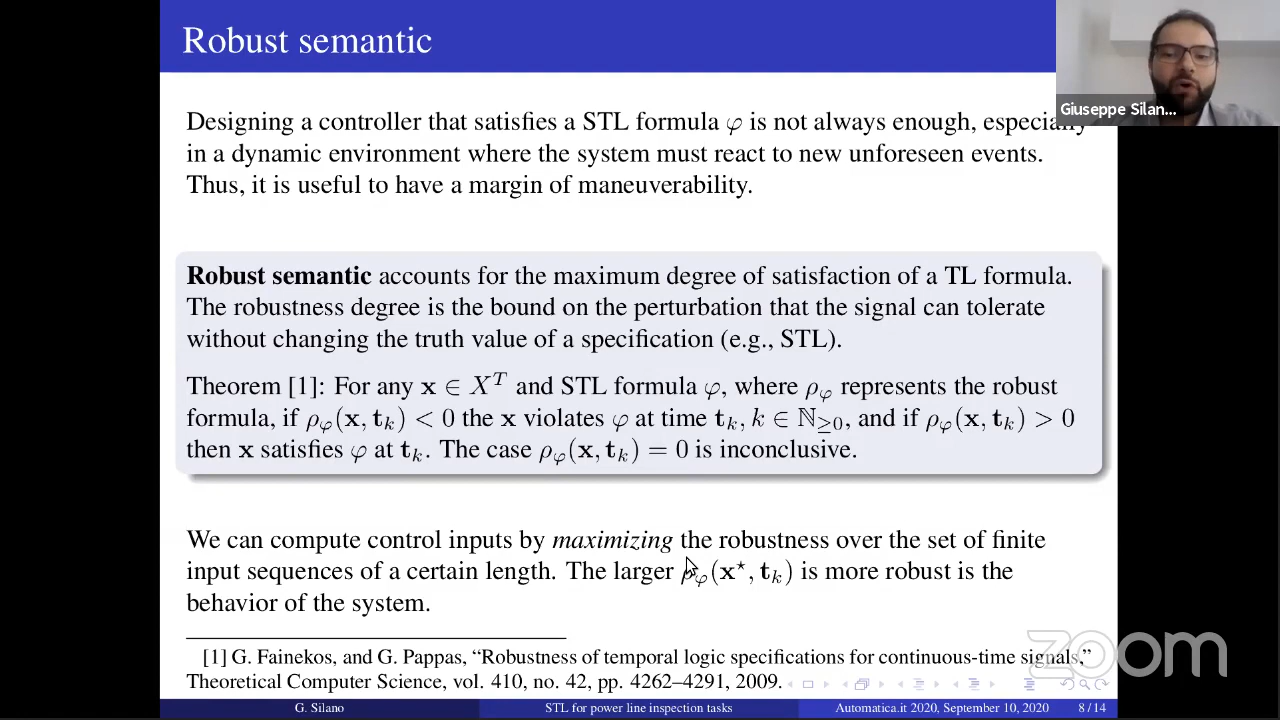 Robust semantic
Giuseppe Silan...
Designing a controller that satisfies a STL formula φ is not always enough, especially
in a dynamic environment where the system must react to new unforeseen events.
Thus, it is useful to have a margin of maneuverability.
Robust semantic accounts for the maximum degree of satisfaction of a TL formula.
The robustness degree is the bound on the perturbation that the signal can tolerate
without changing the truth value of a specification (e.g., STL).
Theorem [1]: For any x ∈ X^T and STL formula φ, where ρ_φ represents the robust
formula, if ρ_φ(x, t_k) < 0 the x violates φ at time t_k, k ∈ ℕ_≥0, and if ρ_φ(x, t_k) > 0
then x satisfies φ at t_k. The case ρ_φ(x, t_k) = 0 is inconclusive.
We can compute control inputs by maximizing the robustness over the set of finite
input sequences of a certain length. The larger ρ_φ(x*, t_k) is more robust is the
behavior of the system.
[1] G. Fainekos, and G. Pappas, “Robustness of temporal logic specifications for continuous-time signals,”
Theoretical Computer Science, vol. 410, no. 42, pp. 4262–4291, 2009.
zoom
G. Silano STL for power line inspection tasks Automatica.it 2020, September 10, 2020 8 / 14